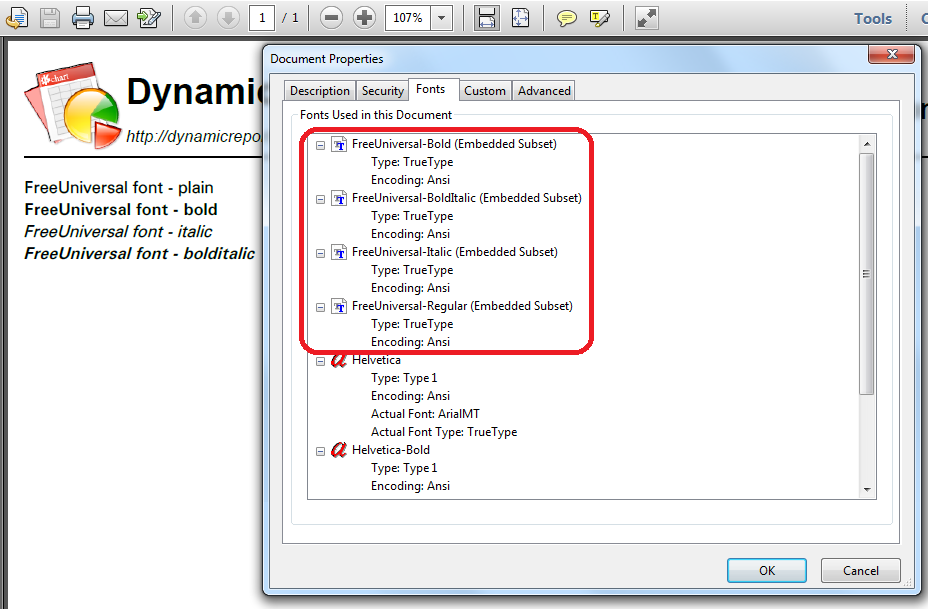 1 / 1
107%
Tools
chart
Dynamic
http://dynamicrepo
FreeUniversal font - plain
FreeUniversal font - bold
FreeUniversal font - italic
FreeUniversal font - bolditalic
Document Properties
Description Security Fonts Custom Advanced
Fonts Used in this Document
FreeUniversal-Bold (Embedded Subset)
Type: TrueType
Encoding: Ansi
FreeUniversal-BoldItalic (Embedded Subset)
Type: TrueType
Encoding: Ansi
FreeUniversal-Italic (Embedded Subset)
Type: TrueType
Encoding: Ansi
FreeUniversal-Regular (Embedded Subset)
Type: TrueType
Encoding: Ansi
Helvetica
Type: Type 1
Encoding: Ansi
Actual Font: ArialMT
Actual Font Type: TrueType
Helvetica-Bold
Type: Type 1
Encoding: Ansi
OK Cancel